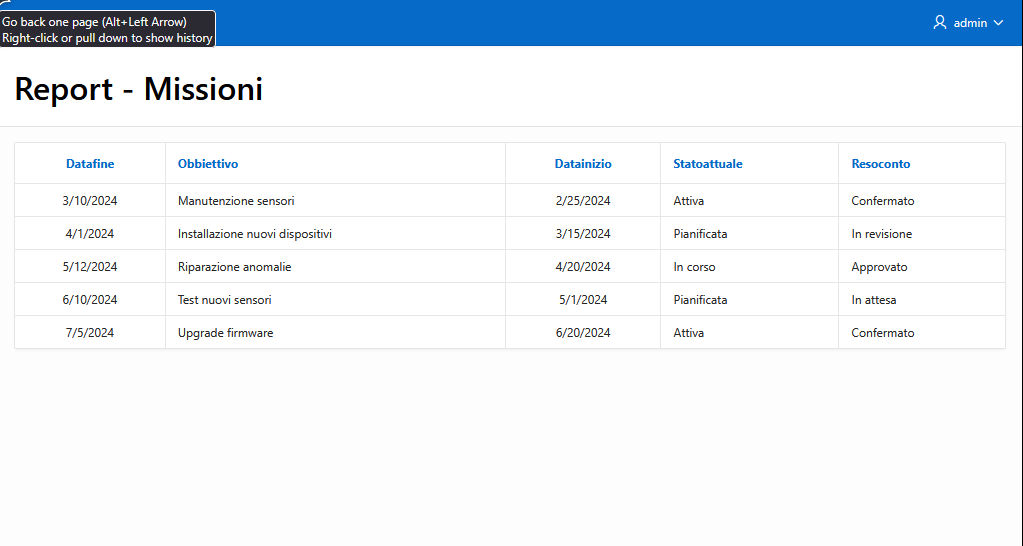 Go back one page (Alt+Left Arrow)
Right-click or pull down to show history
admin
Report - Missioni
Datafine Obbiettivo Datainizio Statoattuale Resoconto
3/10/2024 Manutenzione sensori 2/25/2024 Attiva Confermato
4/1/2024 Installazione nuovi dispositivi 3/15/2024 Pianificata In revisione
5/12/2024 Riparazione anomalie 4/20/2024 In corso Approvato
6/10/2024 Test nuovi sensori 5/1/2024 Pianificata In attesa
7/5/2024 Upgrade firmware 6/20/2024 Attiva Confermato